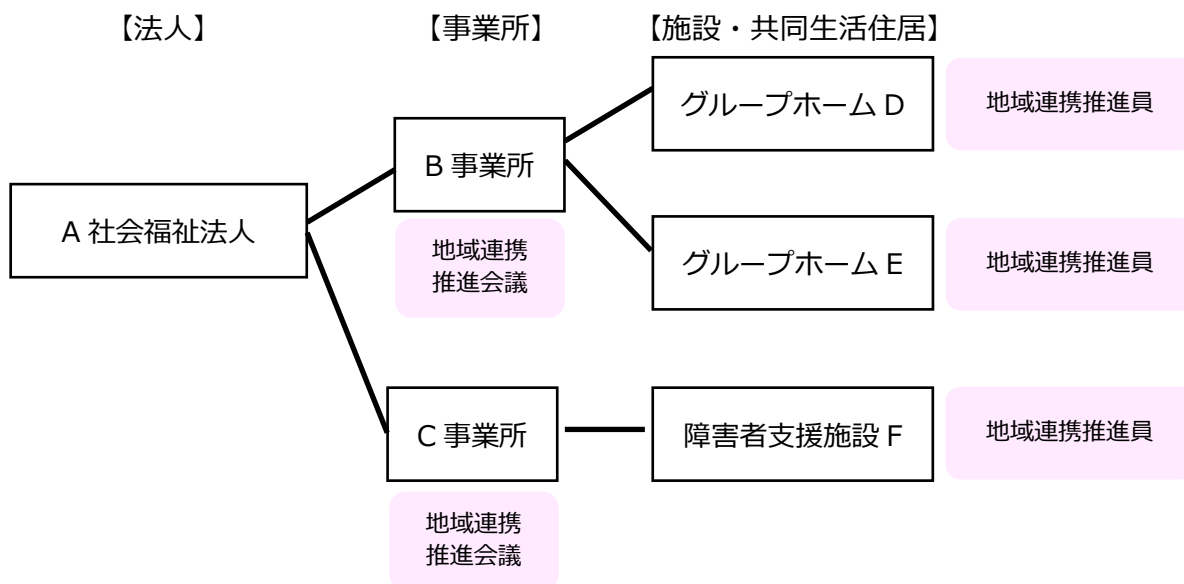 【法人】 【事業所】 【施設・共同生活住居】
グループホーム D 地域連携推進員
B 事業所
A 社会福祉法人
地域連携
推進会議
グループホーム E 地域連携推進員
C 事業所 障害者支援施設 F 地域連携推進員
地域連携
推進会議